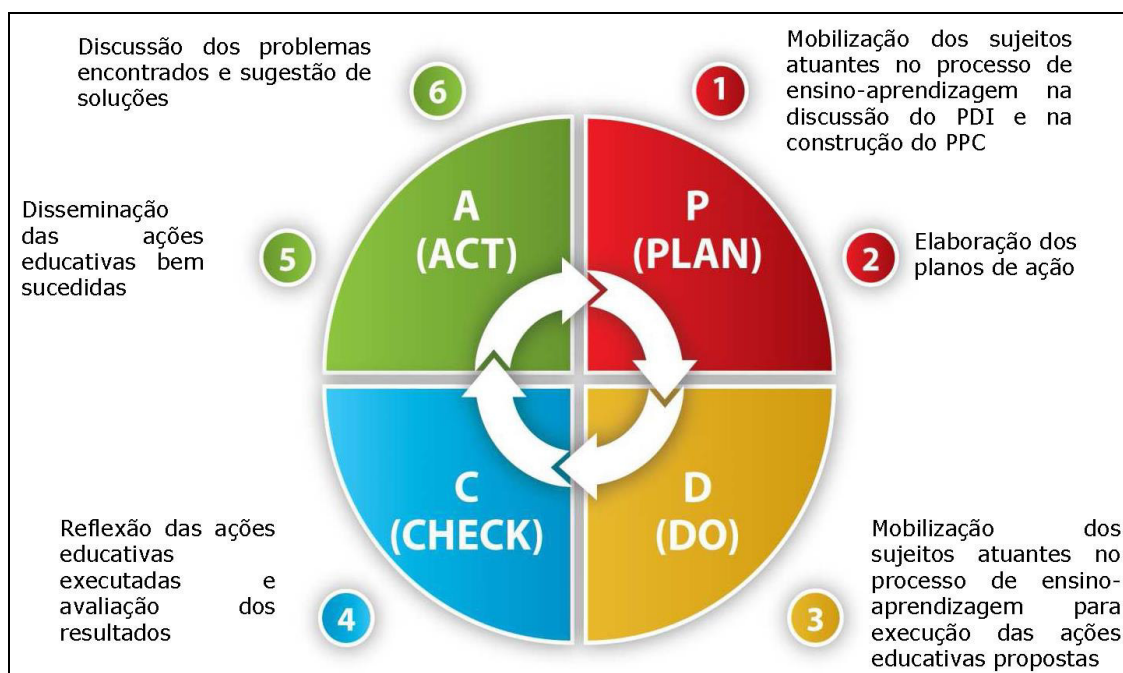 Discussão dos problemas
encontrados e sugestão de
soluções
6
1
Mobilização dos sujeitos
atuantes no processo de
ensino-aprendizagem na
discussão do PDI e na
construção do PPC
Disseminação
das ações
educativas bem
sucedidas
5
A
(ACT)
P
(PLAN)
2
Elaboração dos
planos de ação
C
(CHECK)
D
(DO)
Reflexão das ações
educativas
executadas e
avaliação dos
resultados
4
3
Mobilização dos
sujeitos atuantes no
processo de ensino-
aprendizagem para
execução das ações
educativas propostas